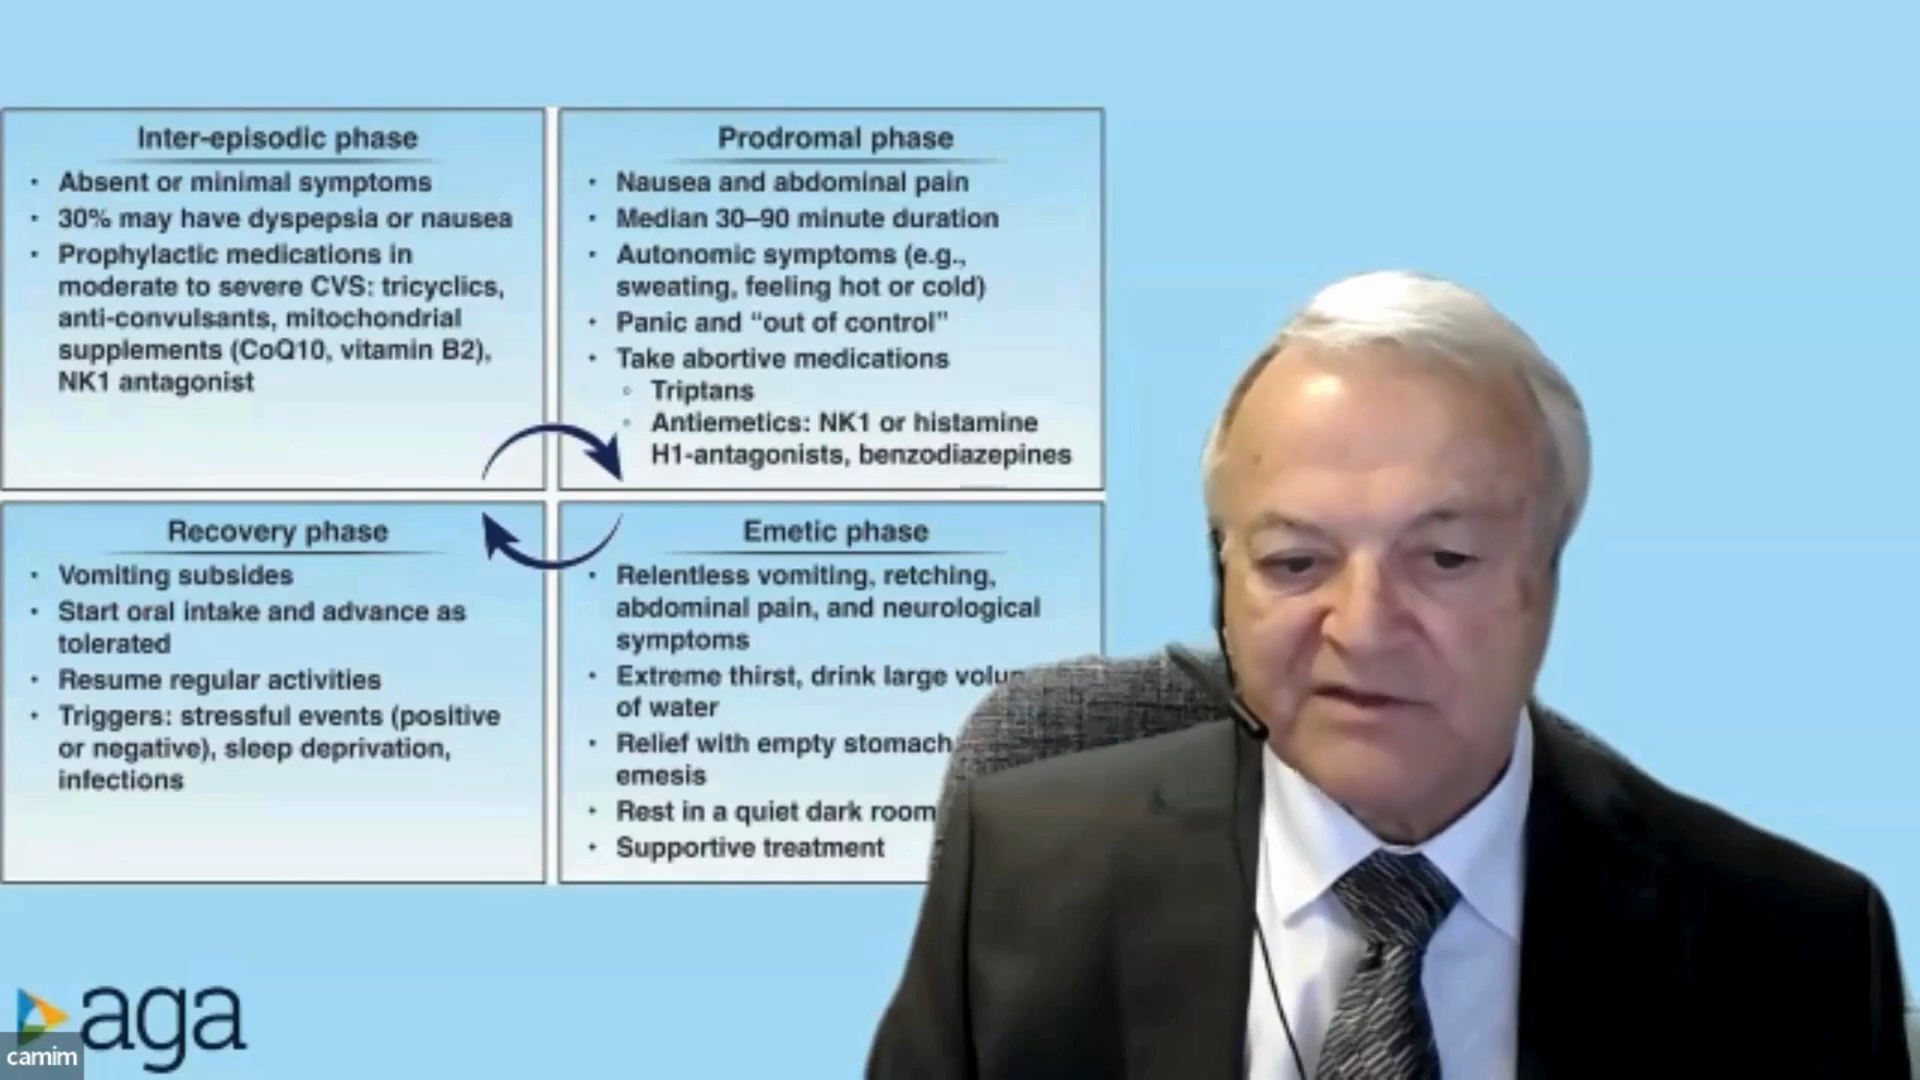 Inter-episodic phase
• Absent or minimal symptoms
• 30% may have dyspepsia or nausea
• Prophylactic medications in
moderate to severe CVS: tricyclics,
anti-convulsants, mitochondrial
supplements (CoQ10, vitamin B2),
NK1 antagonist
Prodromal phase
• Nausea and abdominal pain
• Median 30–90 minute duration
• Autonomic symptoms (e.g.,
sweating, feeling hot or cold)
• Panic and “out of control”
• Take abortive medications
◦ Triptans
◦ Antiemetics: NK1 or histamine
H1-antagonists, benzodiazepines
Recovery phase
• Vomiting subsides
• Start oral intake and advance as
tolerated
• Resume regular activities
• Triggers: stressful events (positive
or negative), sleep deprivation,
infections
Emetic phase
• Relentless vomiting, retching,
abdominal pain, and neurological
symptoms
• Extreme thirst, drink large
of water
• Relief with empty stomach
emesis
• Rest in a quiet dark room
• Supportive treatment
aga
camim